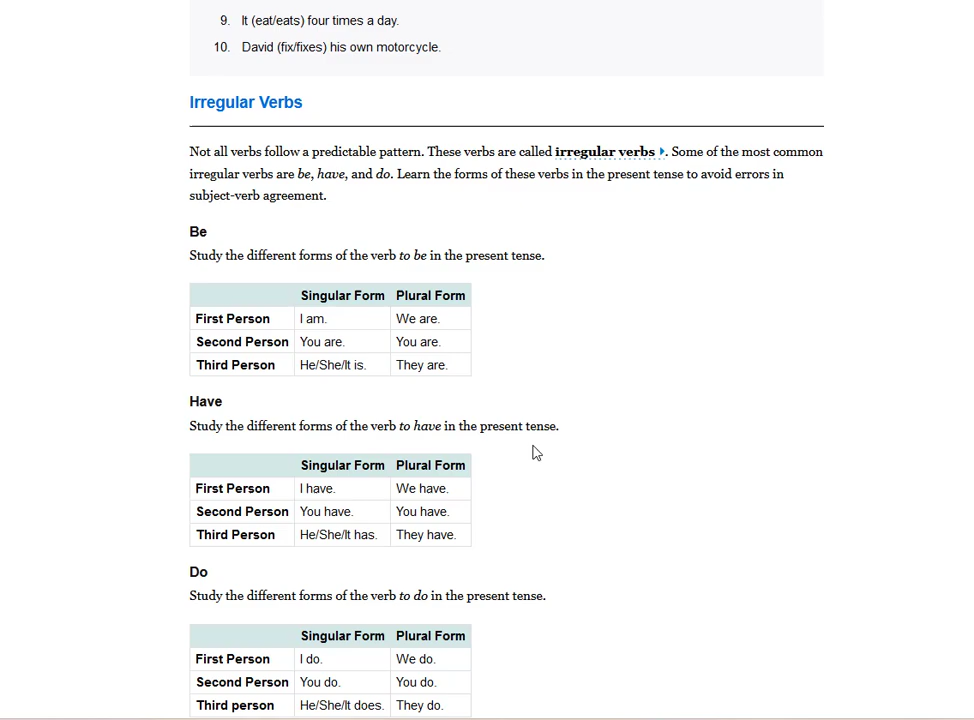 9. It (eat/eats) four times a day.
10. David (fix/fixes) his own motorcycle.
Irregular Verbs
Not all verbs follow a predictable pattern. These verbs are called irregular verbs. Some of the most common
irregular verbs are be, have, and do. Learn the forms of these verbs in the present tense to avoid errors in
subject-verb agreement.
Be
Study the different forms of the verb to be in the present tense.
Singular Form Plural Form
First Person I am. We are.
Second Person You are. You are.
Third Person He/She/It is. They are.
Have
Study the different forms of the verb to have in the present tense.
Singular Form Plural Form
First Person I have. We have.
Second Person You have. You have.
Third Person He/She/It has. They have.
Do
Study the different forms of the verb to do in the present tense.
Singular Form Plural Form
First Person I do. We do.
Second Person You do. You do.
Third person He/She/It does. They do.